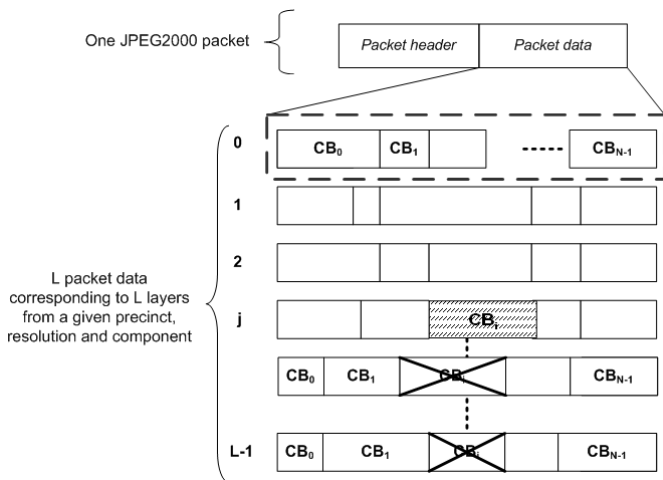 One JPEG2000 packet
Packet header Packet data
0 CB0 CB1 CBN-1
1
2
L packet data
corresponding to L layers
from a given precinct,
resolution and component
j CBi
CB0 CB1 CBi CBN-1
L-1 CB0 CB1 CBi CBN-1